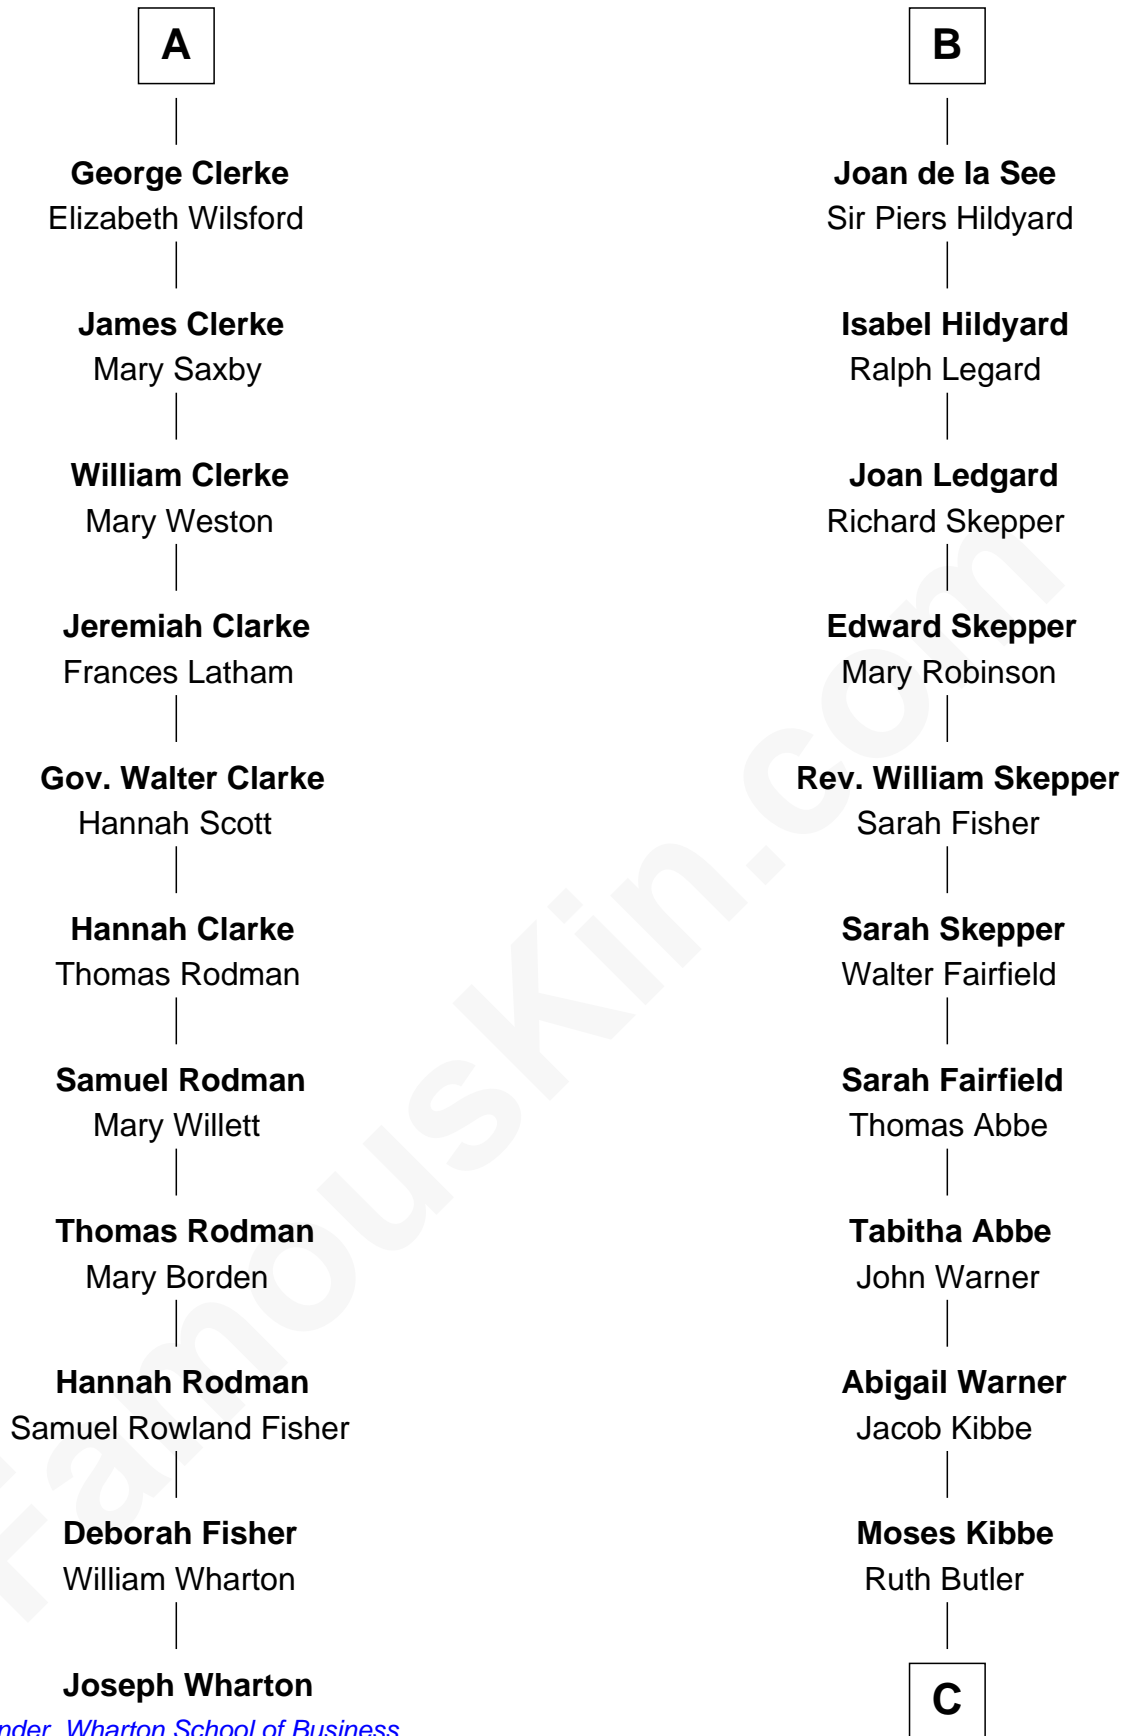 A
George Clerke
Elizabeth Wilsford
James Clerke
Mary Saxby
William Clerke
Mary Weston
Jeremiah Clarke
Frances Latham
Gov. Walter Clarke
Hannah Scott
Hannah Clarke
Thomas Rodman
Samuel Rodman
Mary Willett
Thomas Rodman
Mary Borden
Hannah Rodman
Samuel Rowland Fisher
Deborah Fisher
William Wharton
Joseph Wharton
Wharton School of Business
B
Joan de la See
Sir Piers Hildyard
Isabel Hildyard
Ralph Legard
Joan Ledgard
Richard Skepper
Edward Skepper
Mary Robinson
Rev. William Skepper
Sarah Fisher
Sarah Skepper
Walter Fairfield
Sarah Fairfield
Thomas Abbe
Tabitha Abbe
John Warner
Abigail Warner
Jacob Kibbe
Moses Kibbe
Ruth Butler
C
FamousKin.com